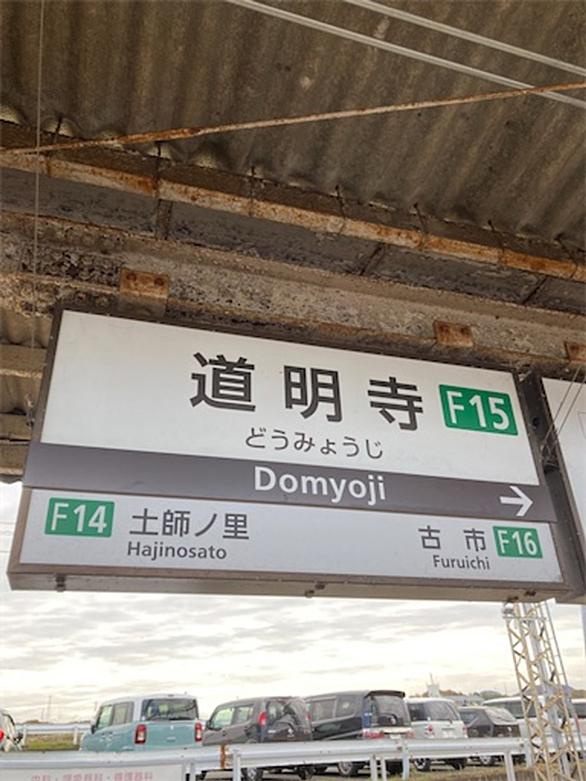 道明寺 F15
どうみょうじ
Domyoji →
F14 土師ノ里 古市 F16
Hajinosato Furuichi